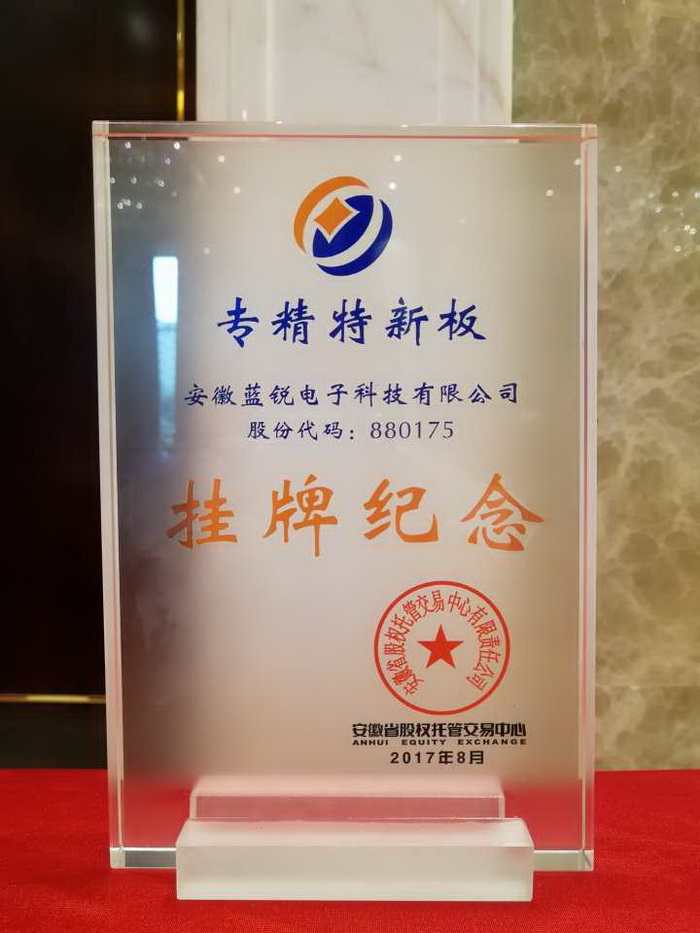 专精特新板
安徽蓝锐电子科技有限公司
股份代码：880175
挂牌纪念
安徽省股权托管交易中心有限责任公司
安徽省股权托管交易中心
ANHUI EQUITY EXCHANGE
2017年8月